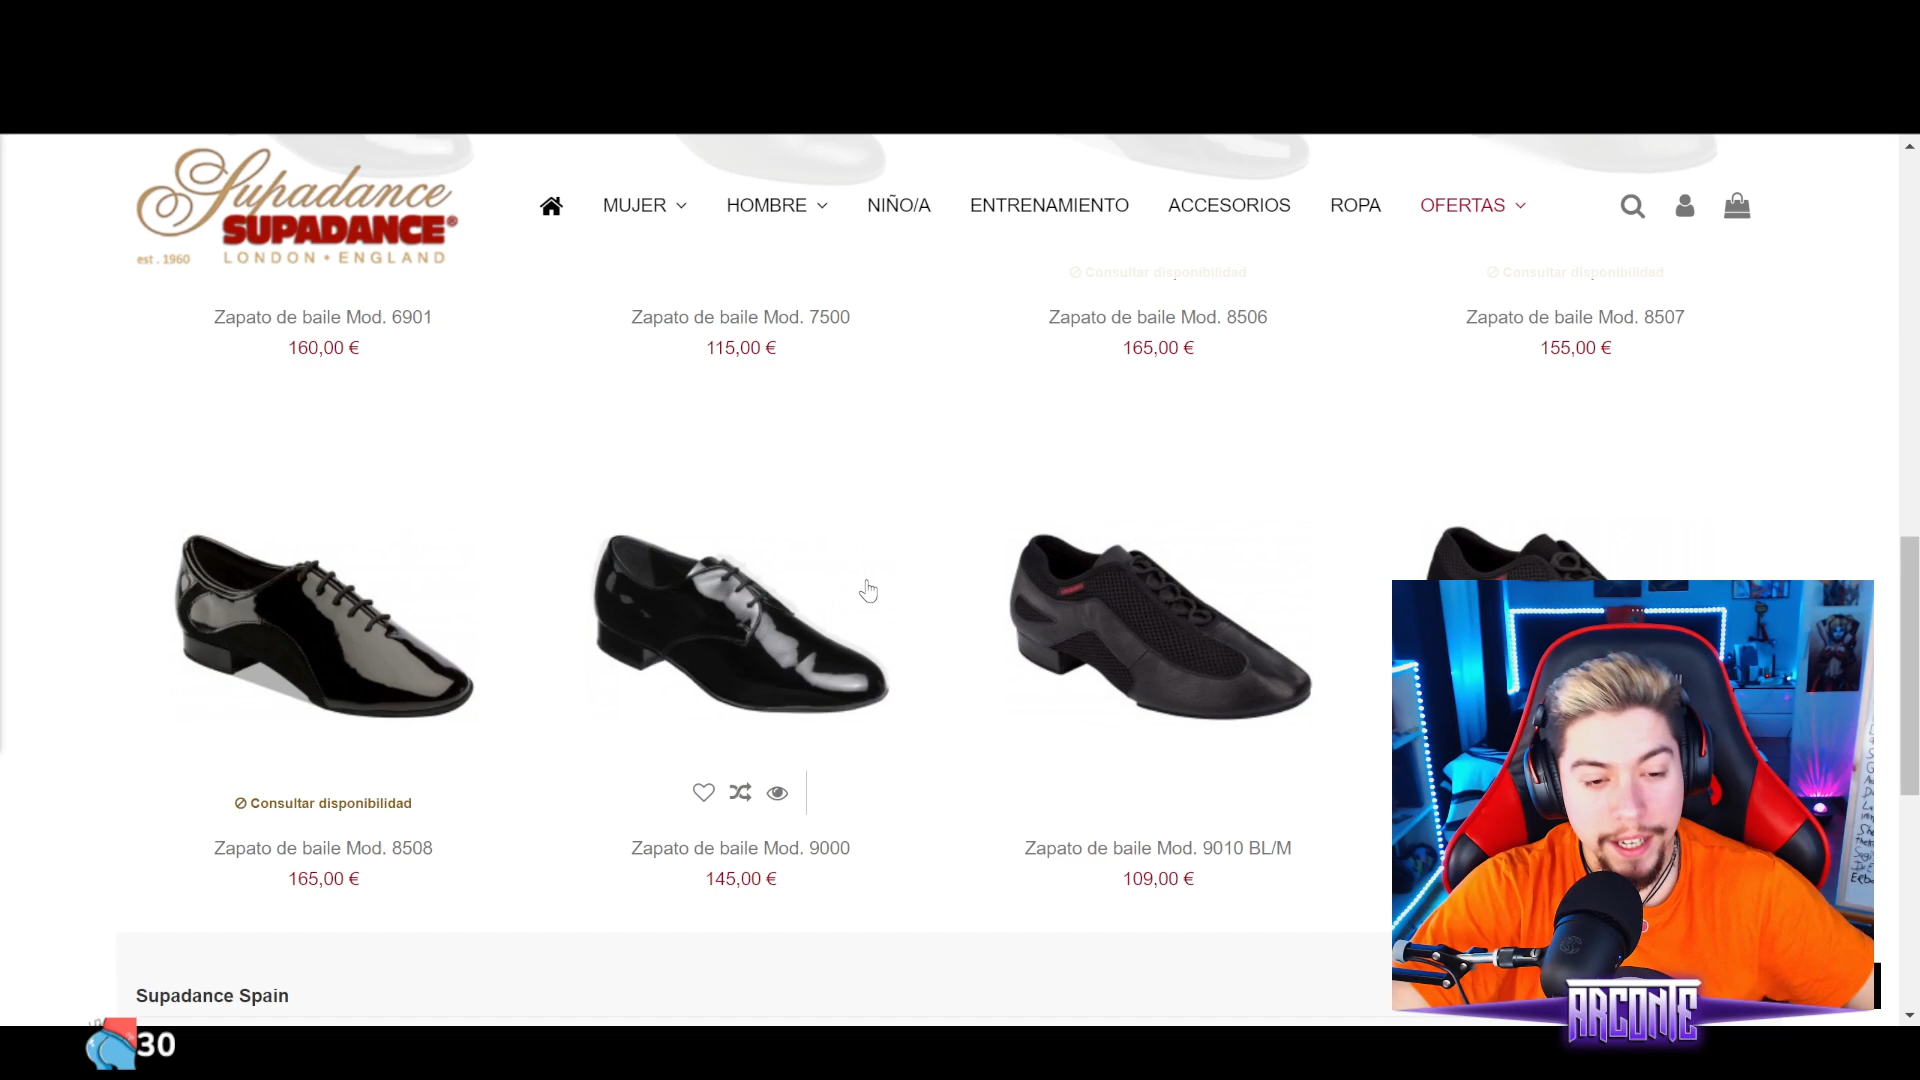 Supadance
SUPADANCE®
est. 1960 LONDON • ENGLAND
MUJER HOMBRE NIÑO/A ENTRENAMIENTO ACCESORIOS ROPA OFERTAS
Consultar disponibilidad Consultar disponibilidad
Zapato de baile Mod. 6901 Zapato de baile Mod. 7500 Zapato de baile Mod. 8506 Zapato de baile Mod. 8507
160,00 € 115,00 € 165,00 € 155,00 €
Consultar disponibilidad
Zapato de baile Mod. 8508 Zapato de baile Mod. 9000 Zapato de baile Mod. 9010 BL/M
165,00 € 145,00 € 109,00 €
Supadance Spain
ARCONTE
30